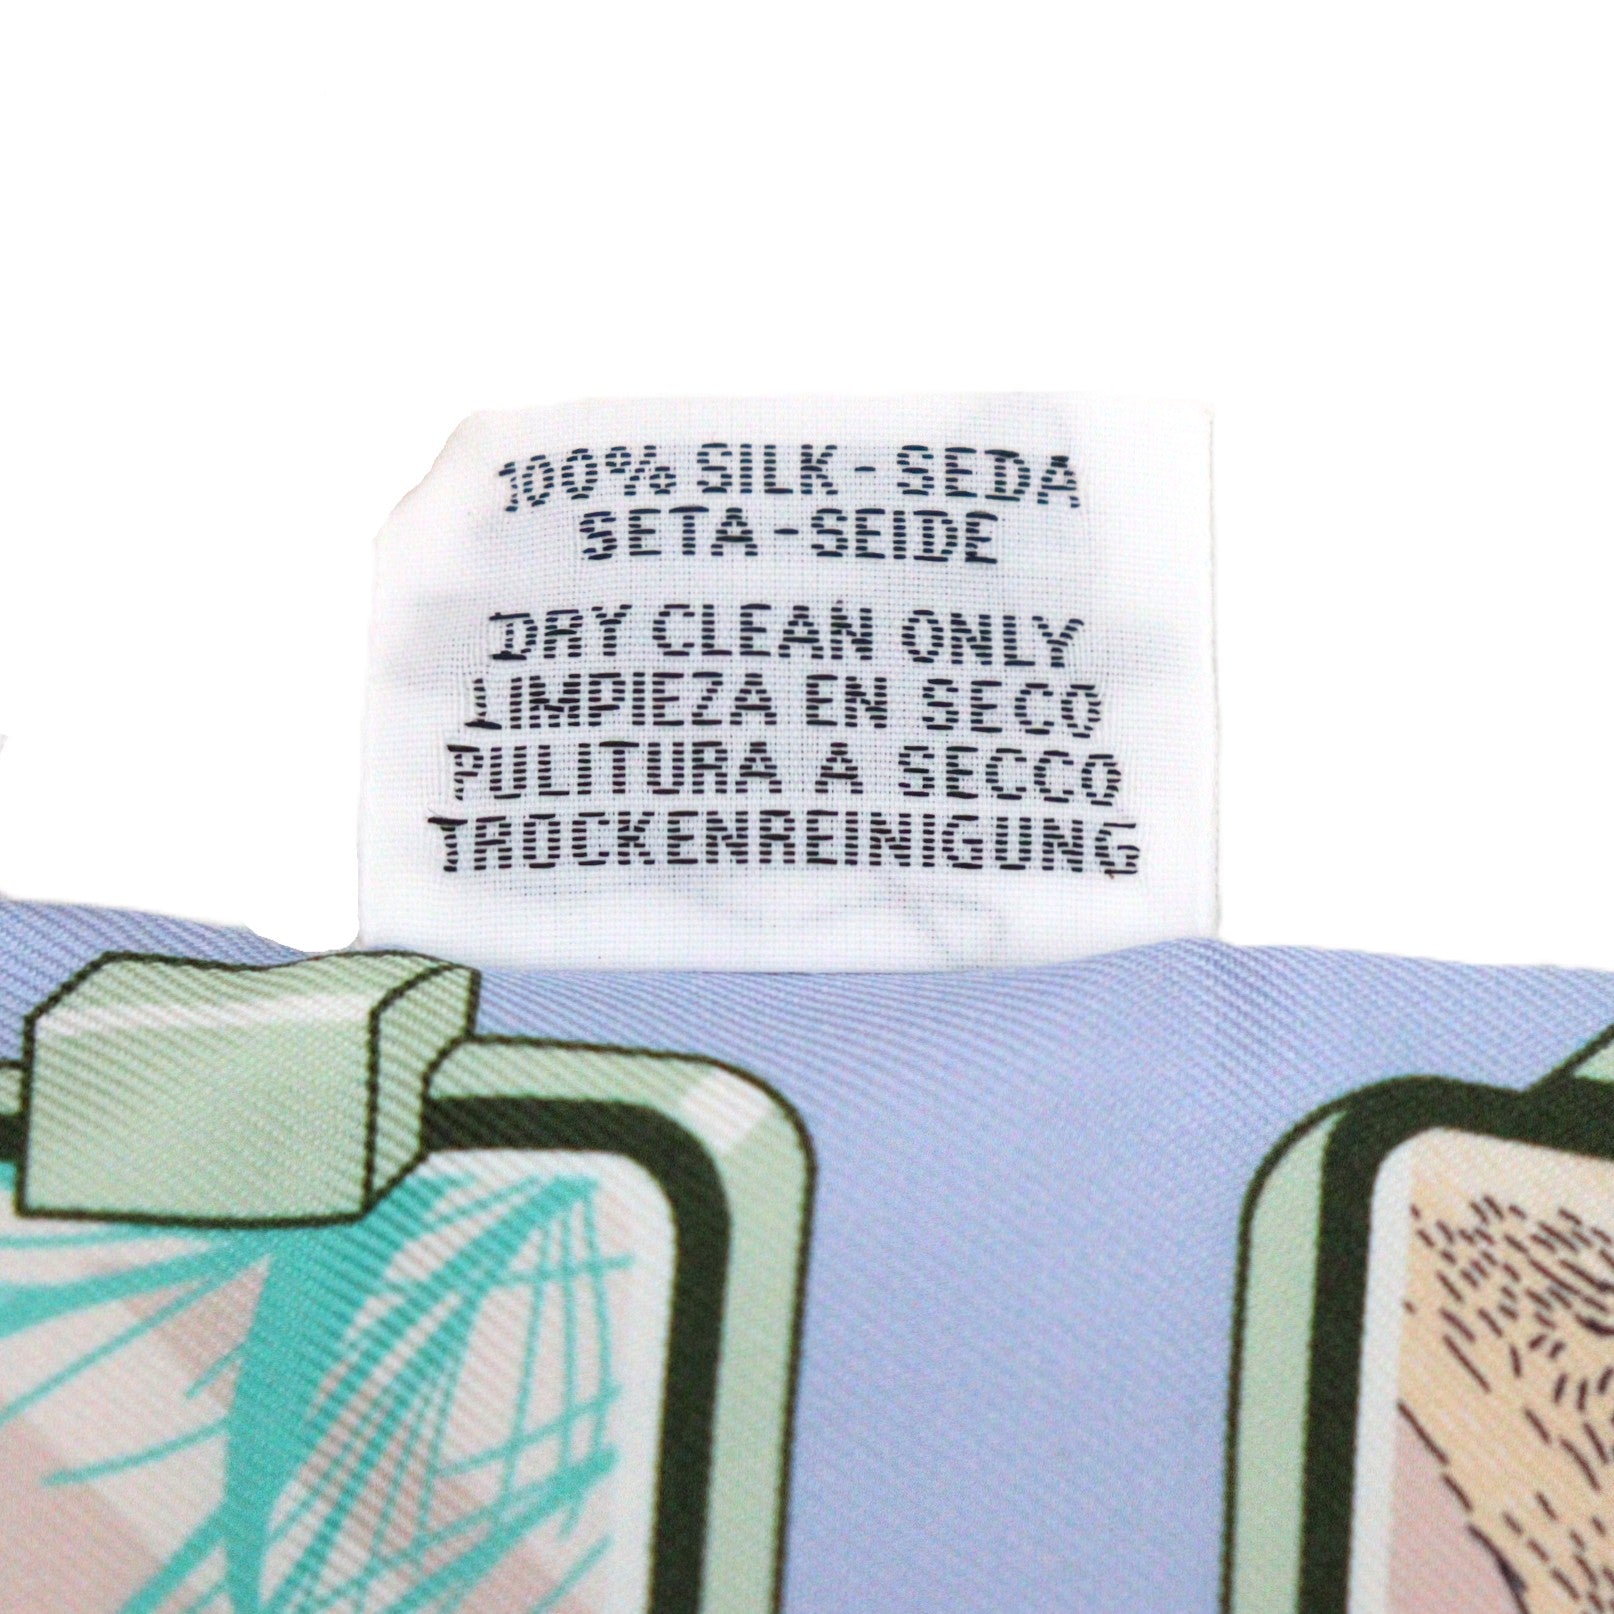 100% SILK - SEDA
SETA - SEIDE
DRY CLEAN ONLY
LIMPIEZA EN SECO
PULITURA A SECCO
TROCKENREINIGUNG